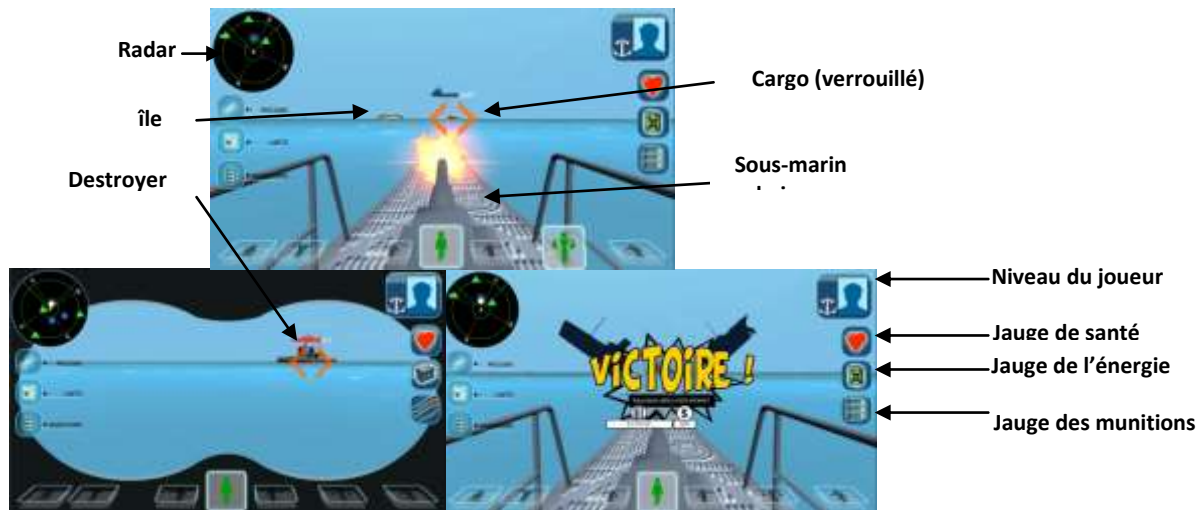 Radar
Cargo (verrouillé)
île
Destroyer
Sous-marin
Niveau du joueur
Jauge de santé
Jauge de l'énergie
Jauge des munitions
VICTOIRE !